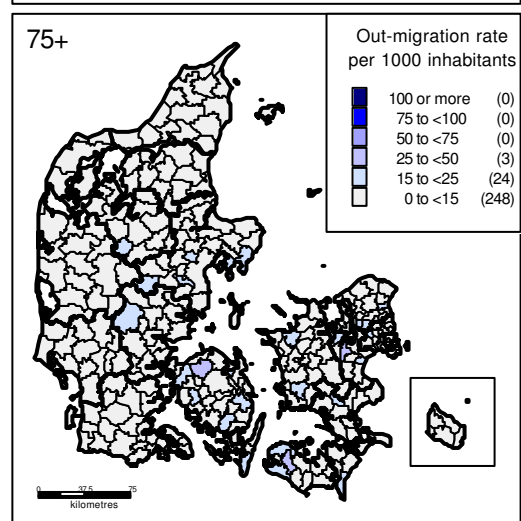 75+
Out-migration rate
per 1000 inhabitants
100 or more (0)
75 to <100 (0)
50 to <75 (0)
25 to <50 (3)
15 to <25 (24)
0 to <15 (248)
0 37.5 75
kilometres